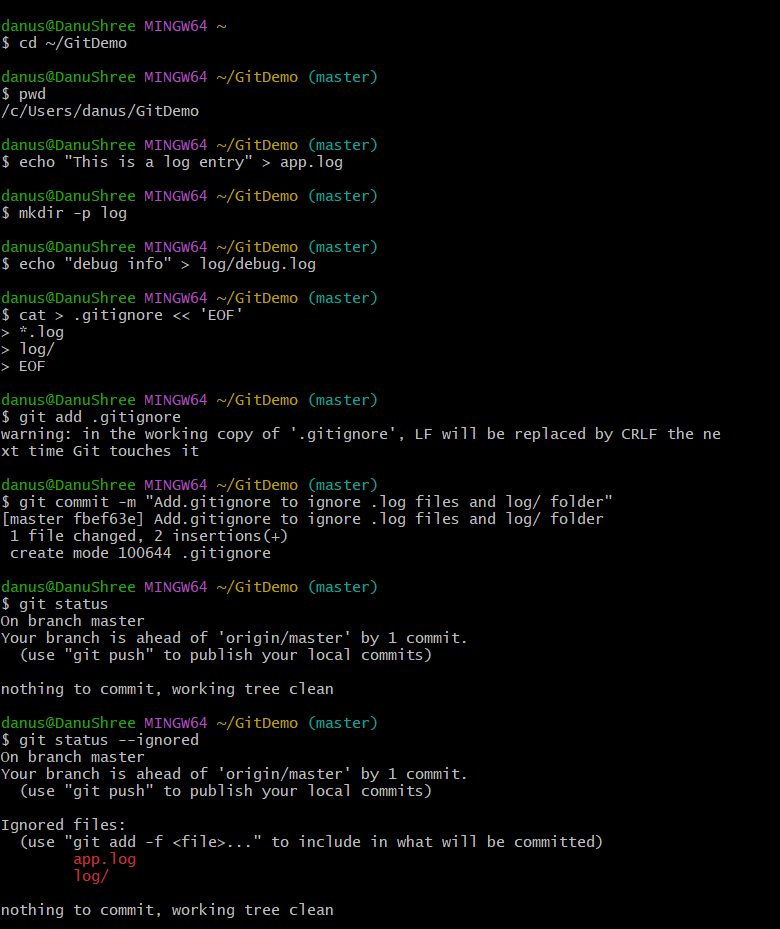 danus@DanuShree MINGW64 ~
$ cd ~/GitDemo
danus@DanuShree MINGW64 ~/GitDemo (master)
$ pwd
/c/Users/danus/GitDemo
danus@DanuShree MINGW64 ~/GitDemo (master)
$ echo "This is a log entry" > app.log
danus@DanuShree MINGW64 ~/GitDemo (master)
$ mkdir -p log
danus@DanuShree MINGW64 ~/GitDemo (master)
$ echo "debug info" > log/debug.log
danus@DanuShree MINGW64 ~/GitDemo (master)
$ cat > .gitignore << 'EOF'
> *.log
> log/
> EOF
danus@DanuShree MINGW64 ~/GitDemo (master)
$ git add .gitignore
warning: in the working copy of '.gitignore', LF will be replaced by CRLF the ne
xt time Git touches it
danus@DanuShree MINGW64 ~/GitDemo (master)
$ git commit -m "Add.gitignore to ignore .log files and log/ folder"
[master fbef63e] Add.gitignore to ignore .log files and log/ folder
 1 file changed, 2 insertions(+)
 create mode 100644 .gitignore
danus@DanuShree MINGW64 ~/GitDemo (master)
$ git status
On branch master
Your branch is ahead of 'origin/master' by 1 commit.
  (use "git push" to publish your local commits)
nothing to commit, working tree clean
danus@DanuShree MINGW64 ~/GitDemo (master)
$ git status --ignored
On branch master
Your branch is ahead of 'origin/master' by 1 commit.
  (use "git push" to publish your local commits)
Ignored files:
  (use "git add -f <file>..." to include in what will be committed)
        app.log
        log/
nothing to commit, working tree clean